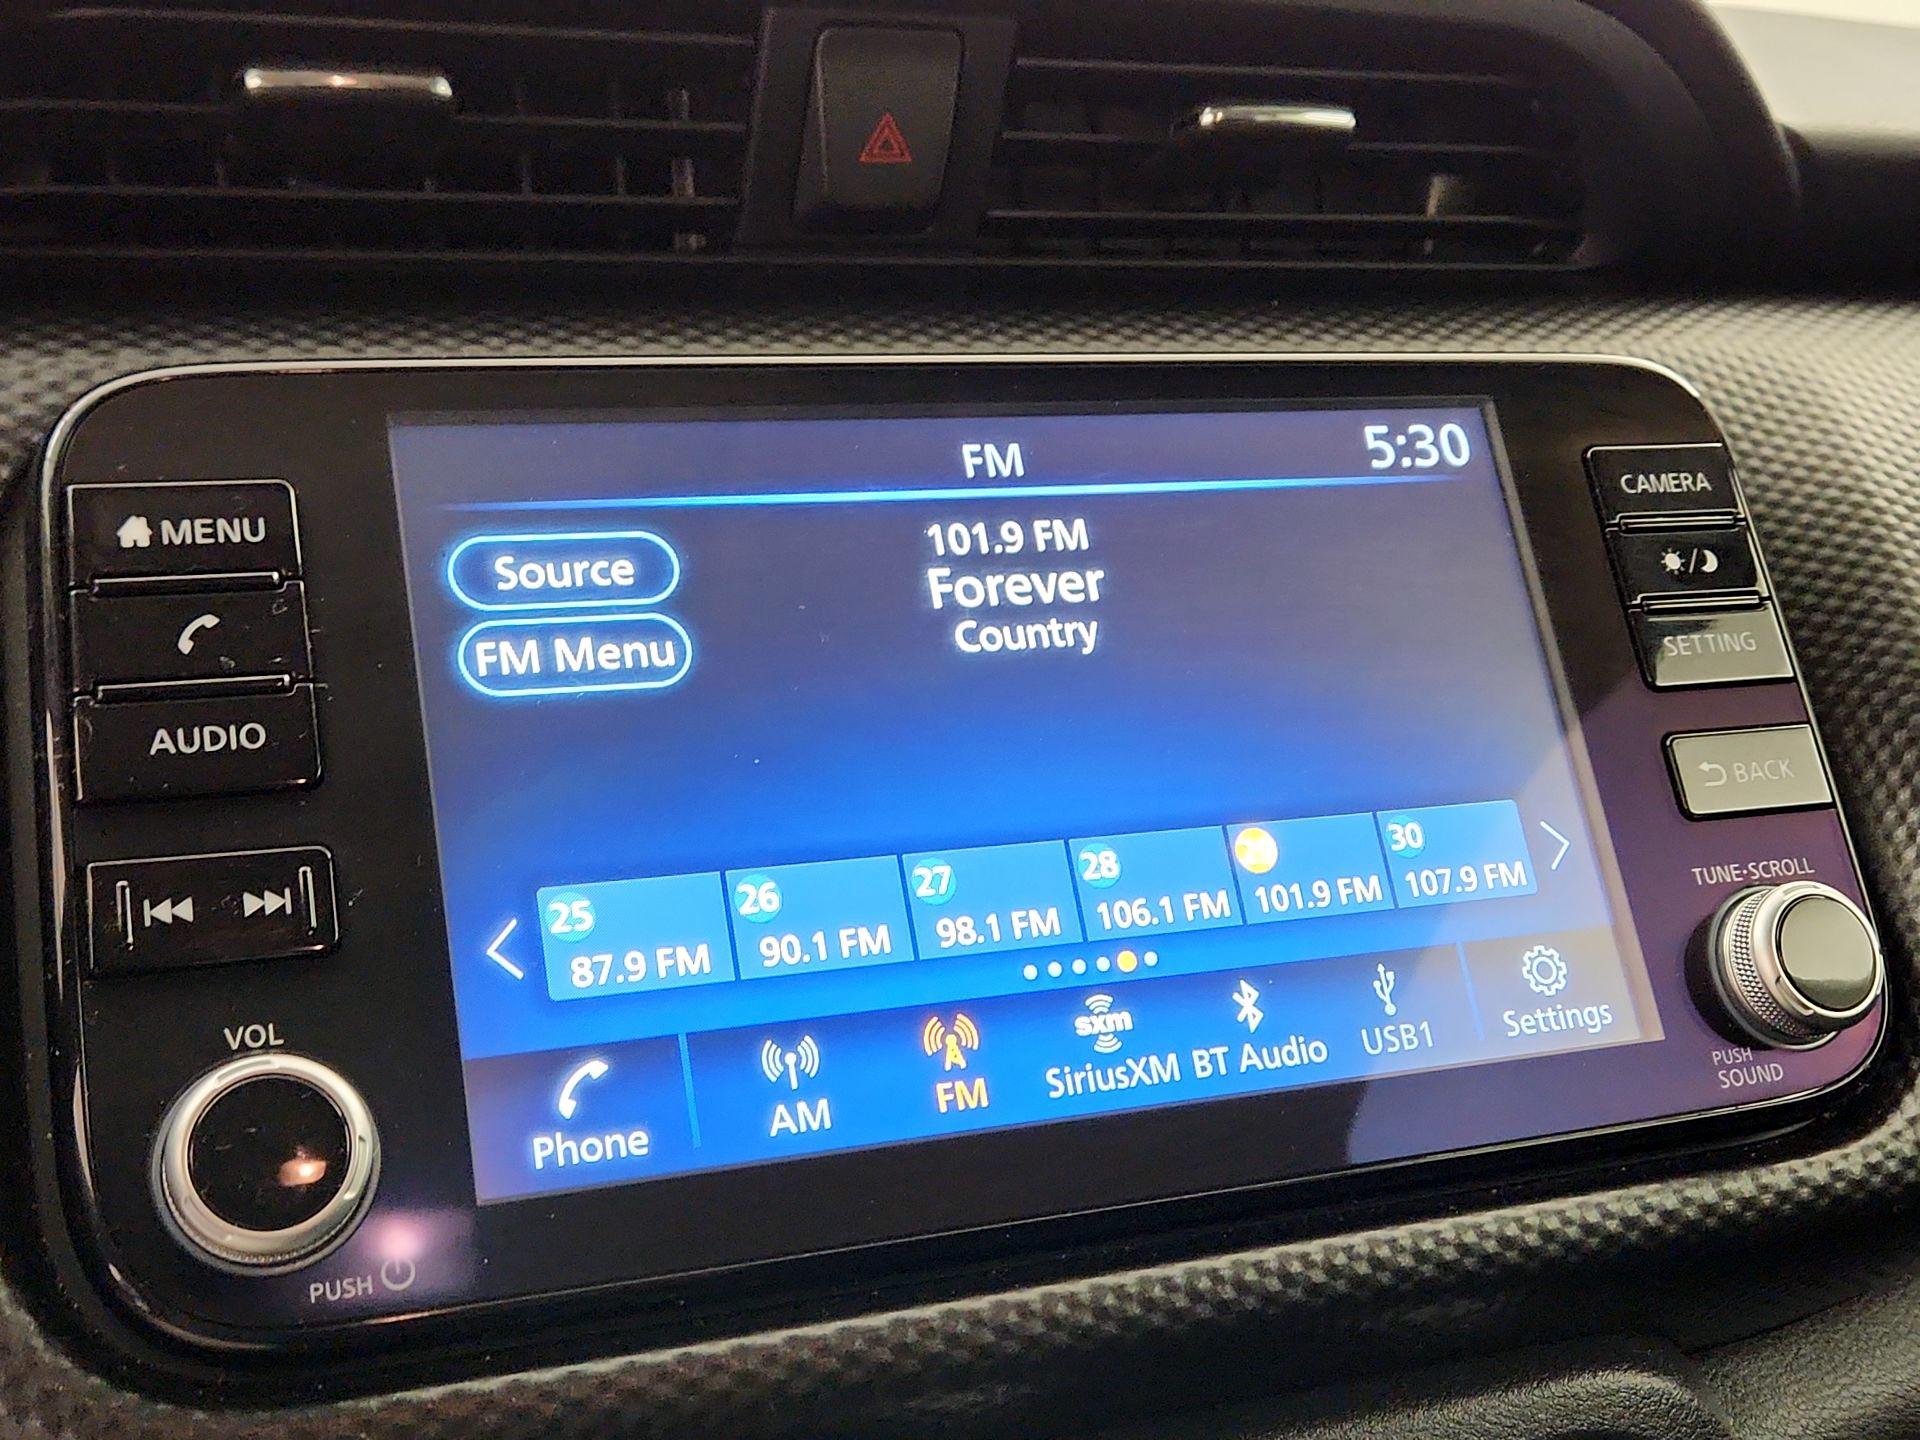 FM
5:30
MENU
AUDIO
VOL
PUSH
Source
FM Menu
101.9 FM
Forever
Country
25
87.9 FM
26
90.1 FM
27
98.1 FM
28
106.1 FM
29
101.9 FM
30
107.9 FM
Phone
AM
FM
sxm
SiriusXM
BT Audio
USB1
Settings
CAMERA
SETTING
BACK
TUNE·SCROLL
PUSH
SOUND